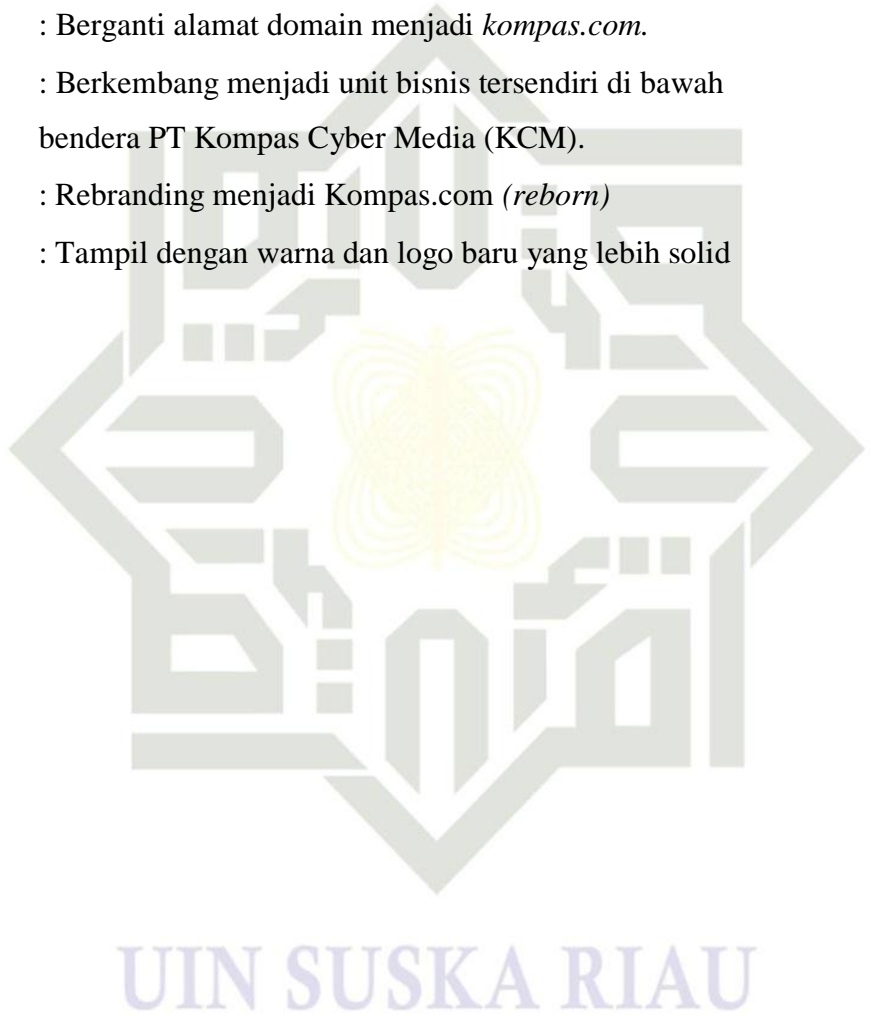 : Berganti alamat domain menjadi kompas.com.
: Berkembang menjadi unit bisnis tersendiri di bawah
bendera PT Kompas Cyber Media (KCM).
: Rebranding menjadi Kompas.com (reborn)
: Tampil dengan warna dan logo baru yang lebih solid
UIN SUSKA RIAU